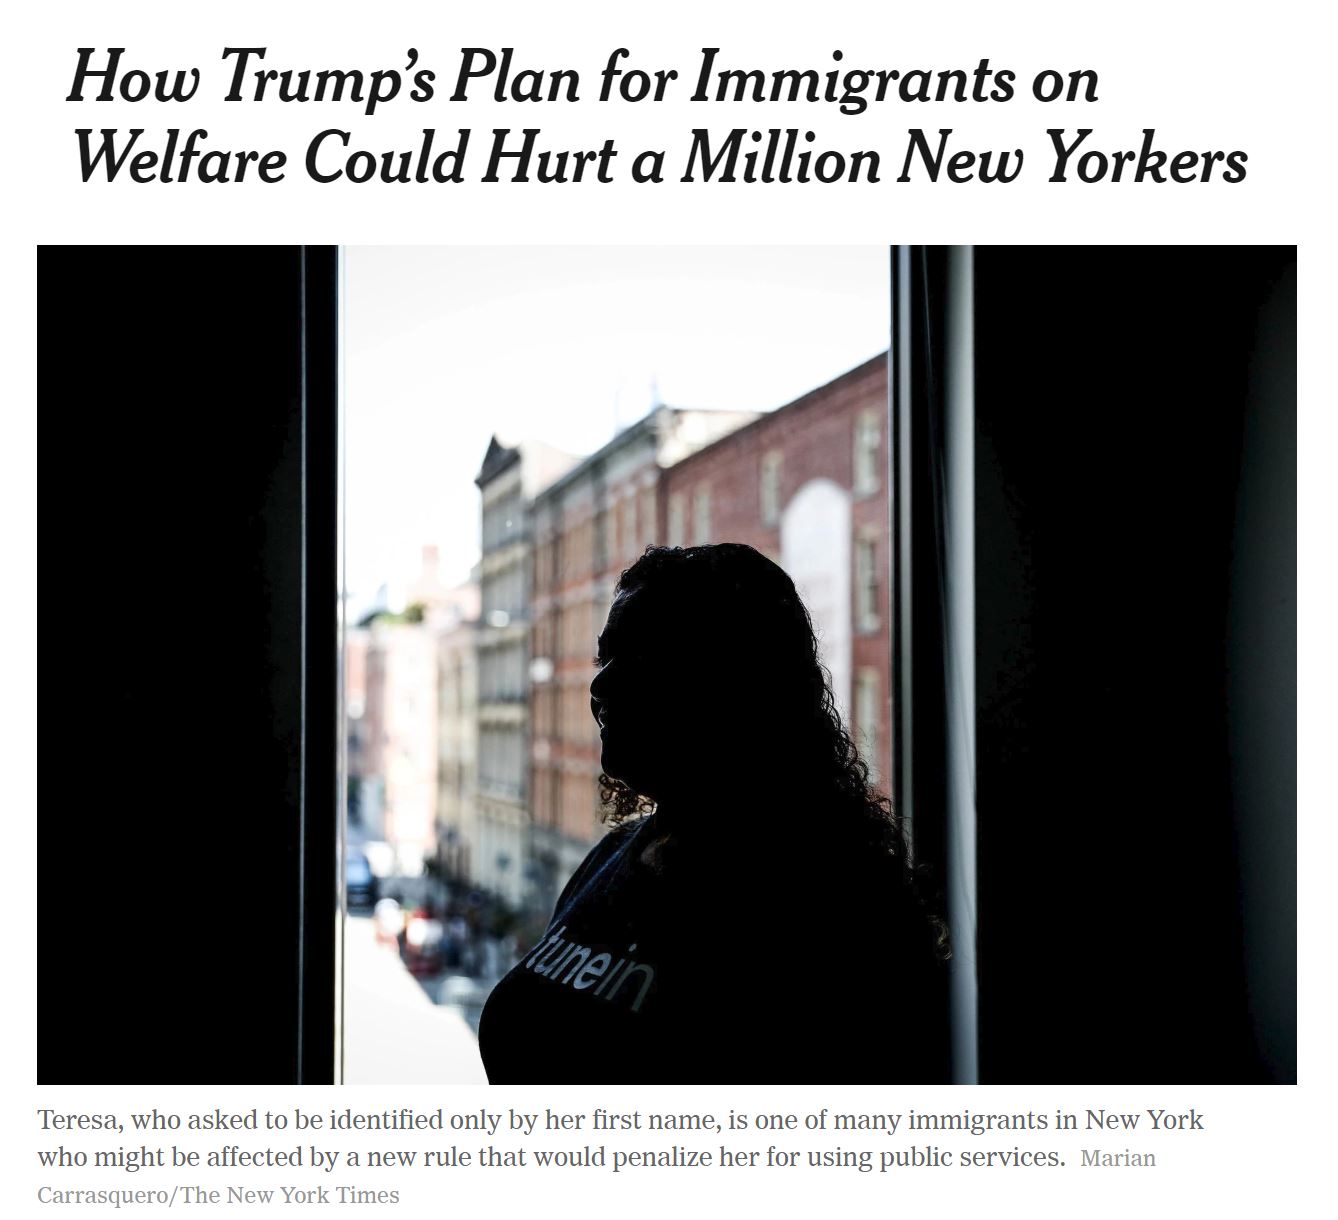 How Trump’s Plan for Immigrants on
Welfare Could Hurt a Million New Yorkers
tunein
Teresa, who asked to be identified only by her first name, is one of many immigrants in New York
who might be affected by a new rule that would penalize her for using public services. Marian
Carrasquero/The New York Times